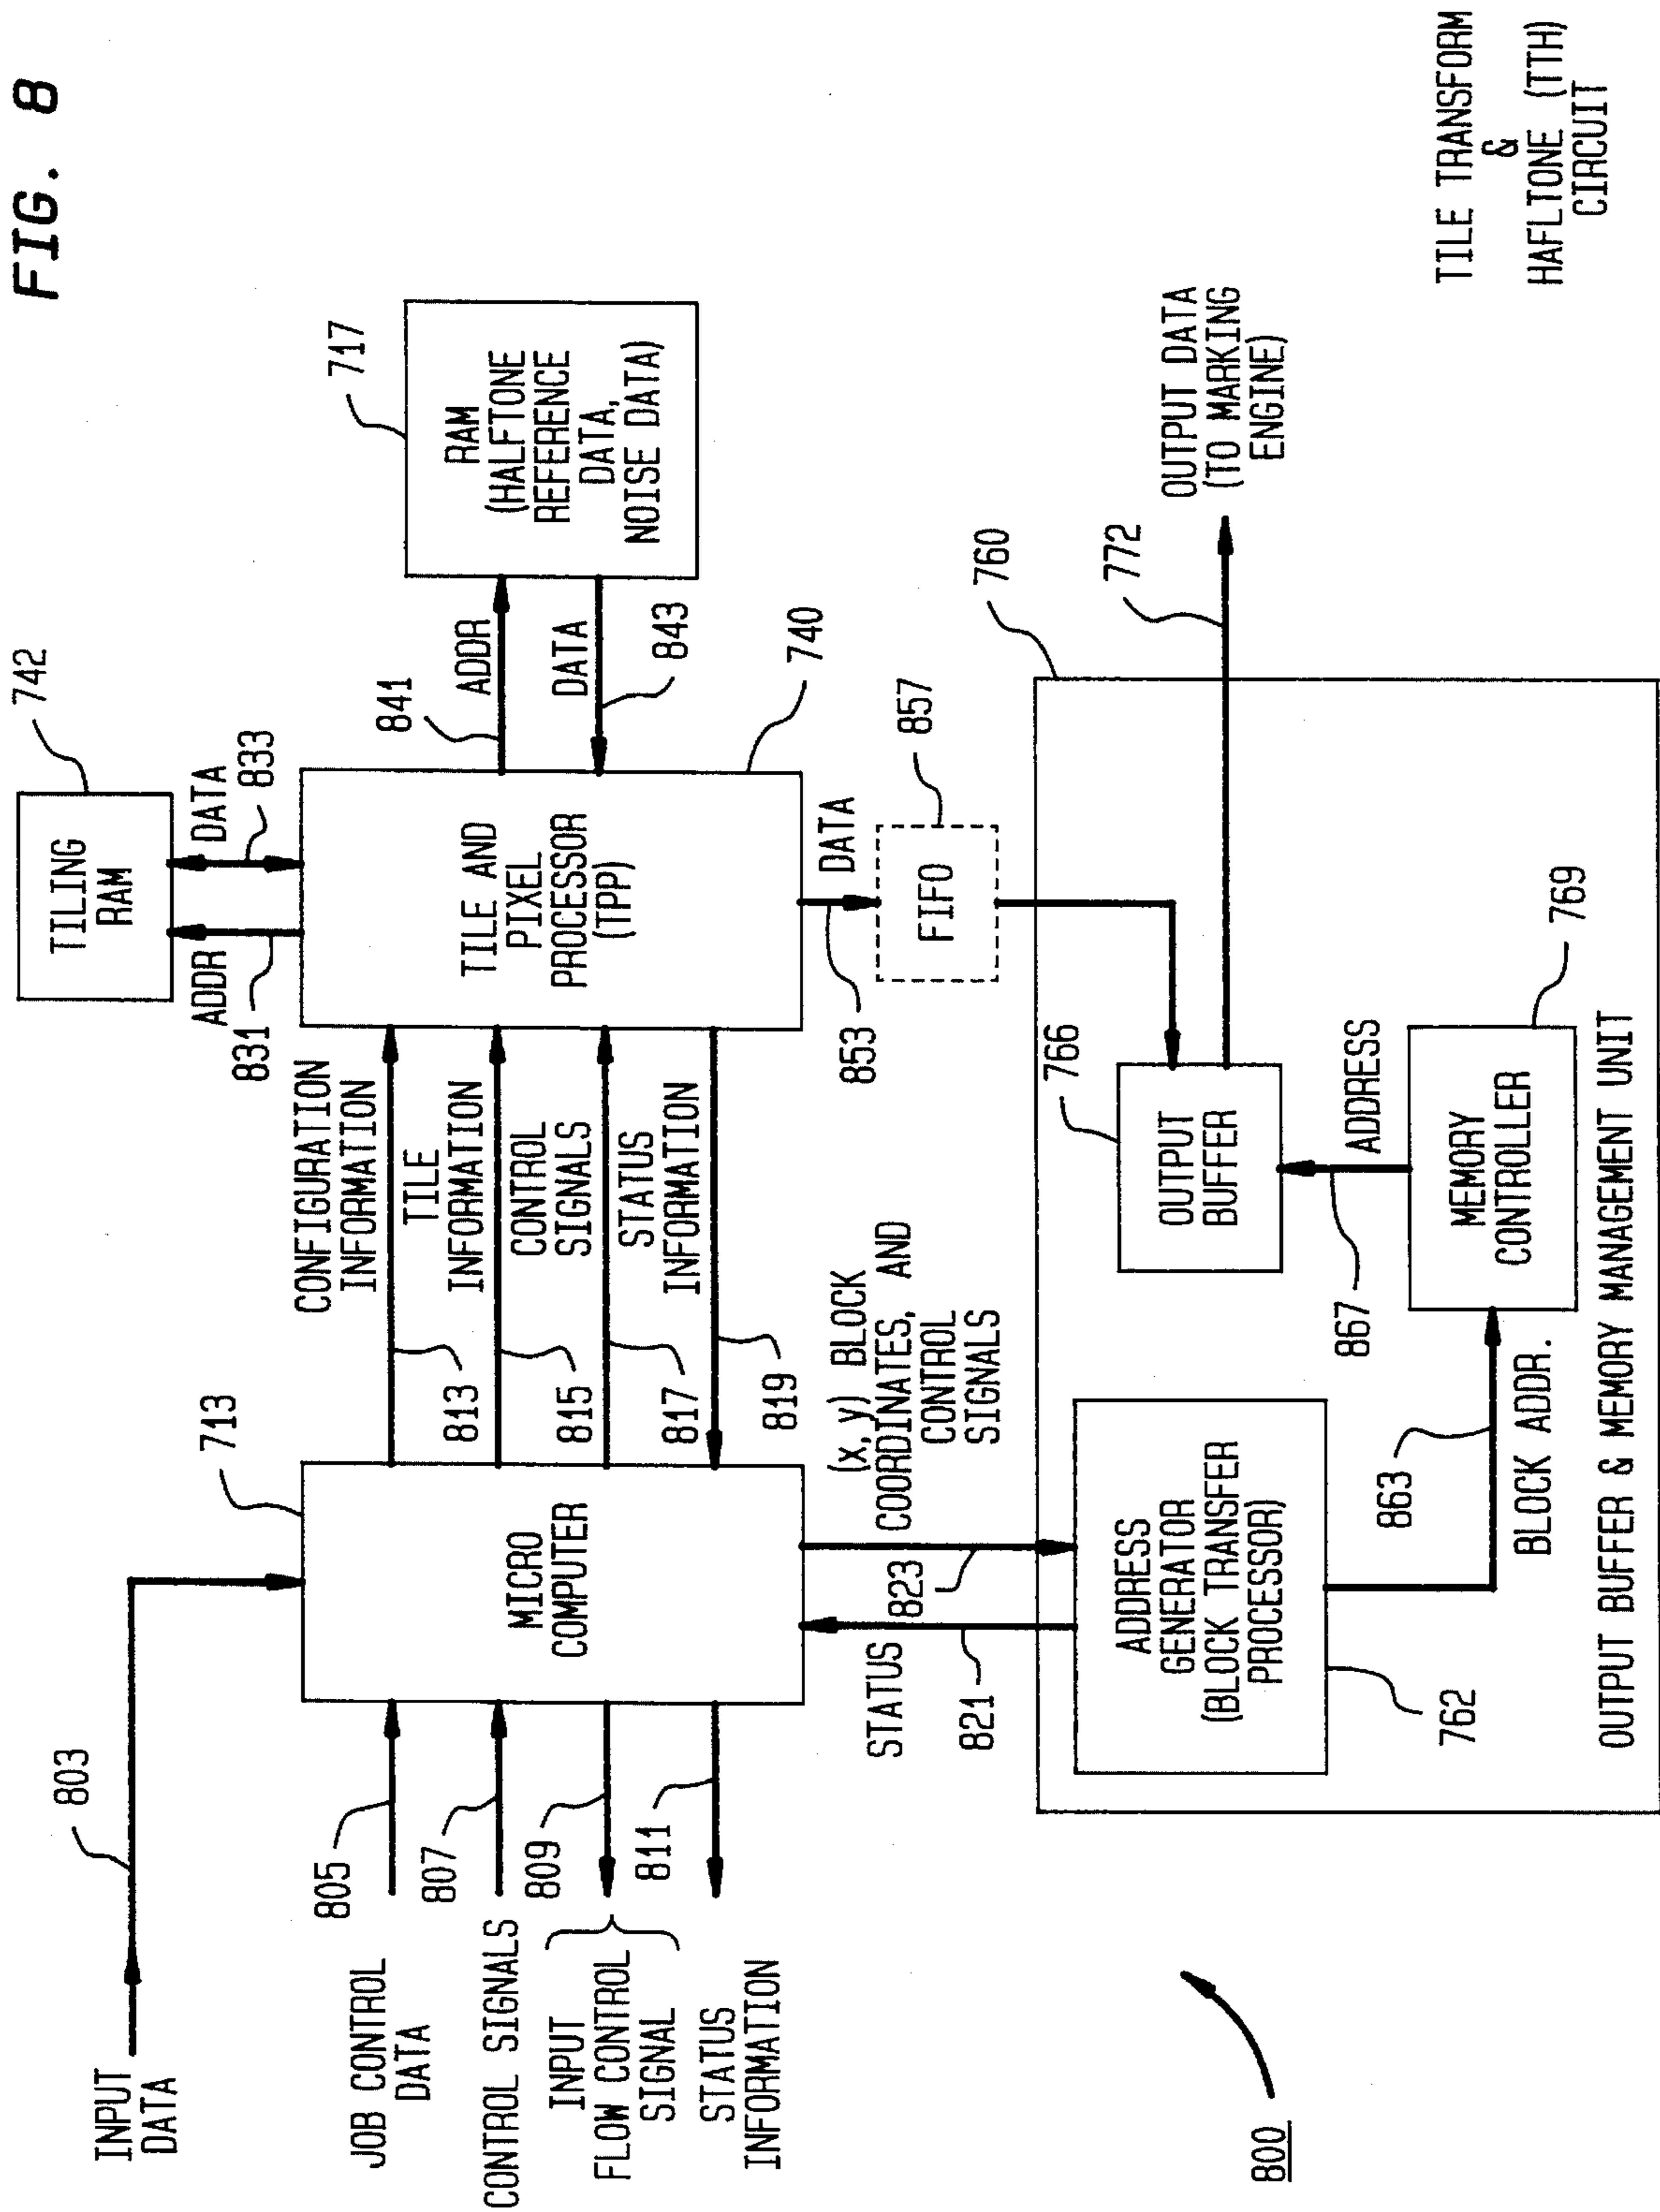 FIG. 8
INPUT
DATA
803
JOB CONTROL
DATA
805
CONTROL SIGNALS
807
INPUT
FLOW CONTROL
SIGNAL
809
STATUS
INFORMATION
811
713
MICRO
COMPUTER
CONFIGURATION
INFORMATION
813
TILE
INFORMATION
815
CONTROL
SIGNALS
817
STATUS
INFORMATION
819
742
TILING
RAM
ADDR
831
DATA
833
TILE AND
PIXEL
PROCESSOR
(TPP)
740
841
ADDR
DATA
843
717
RAM
(HALFTONE
REFERENCE
DATA,
NOISE DATA)
STATUS
821
823
(x,y) BLOCK
COORDINATES, AND
CONTROL
SIGNALS
853
DATA
FIFO
857
760
ADDRESS
GENERATOR
(BLOCK TRANSFER
PROCESSOR)
762
863
BLOCK ADDR.
766
OUTPUT
BUFFER
867
ADDRESS
MEMORY
CONTROLLER
769
772
OUTPUT DATA
(TO MARKING
ENGINE)
OUTPUT BUFFER & MEMORY MANAGEMENT UNIT
800
TILE TRANSFORM
&
HAFLTONE (TTH)
CIRCUIT